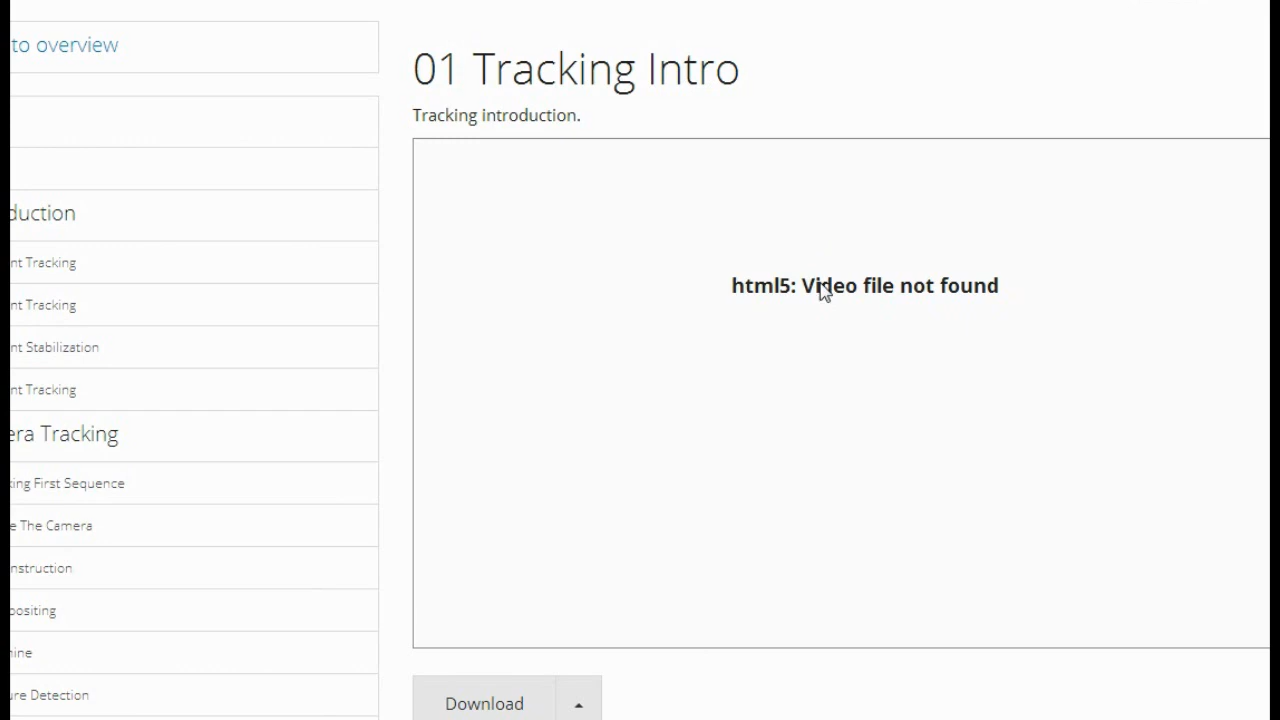 to overview
duction
nt Tracking
nt Tracking
nt Stabilization
nt Tracking
era Tracking
ting First Sequence
e The Camera
nstruction
positing
ine
ure Detection
01 Tracking Intro
Tracking introduction.
html5: Video file not found
Download